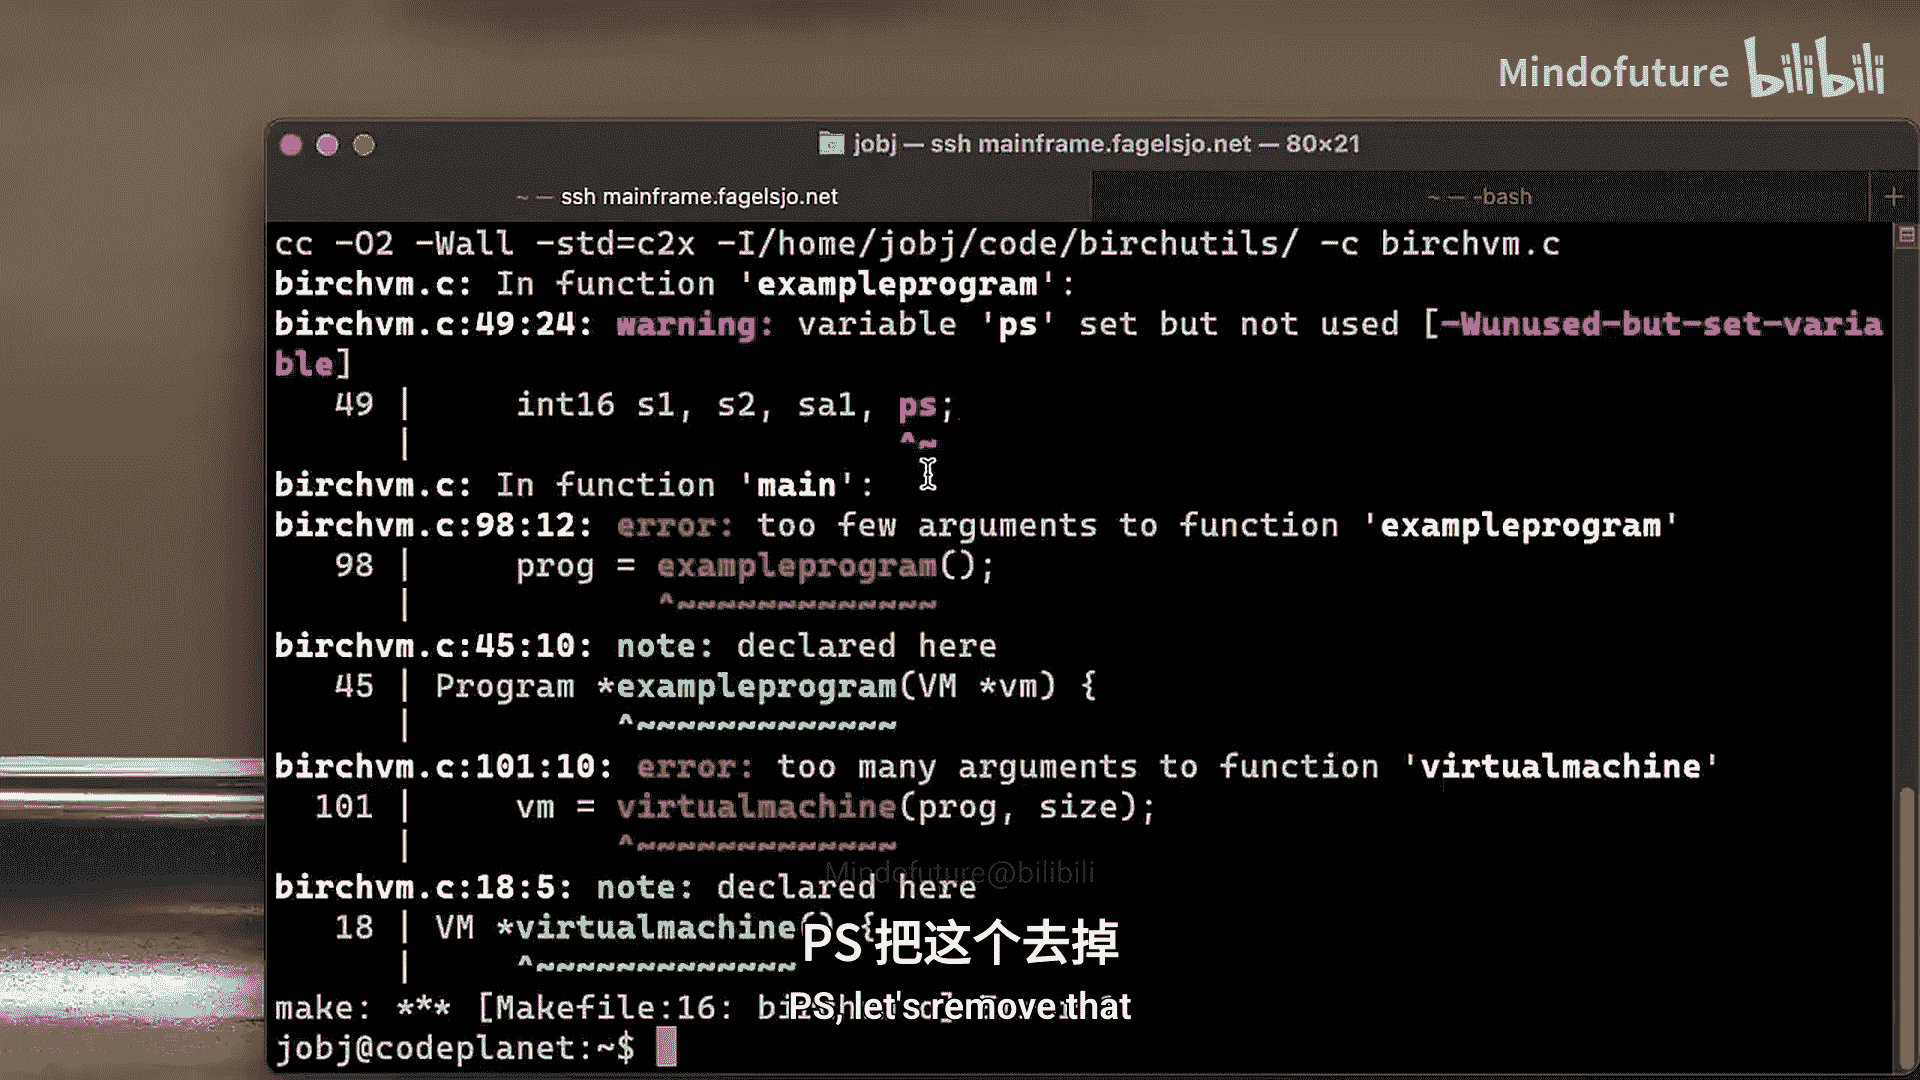 Mindofuture bilibili
jobj — ssh mainframe.fagelsjo.net — 80×21
~ — ssh mainframe.fagelsjo.net
~ — -bash
+
cc -O2 -Wall -std=c2x -I/home/jobj/code/birchutils/ -c birchvm.c
birchvm.c: In function 'exampleprogram':
birchvm.c:49:24: warning: variable 'ps' set but not used [-Wunused-but-set-varia
ble]
49 | int16 s1, s2, sa1, ps;
| ^~
birchvm.c: In function 'main':
birchvm.c:98:12: error: too few arguments to function 'exampleprogram'
98 | prog = exampleprogram();
| ^~~~~~~~~~~~~~
birchvm.c:45:10: note: declared here
45 | Program *exampleprogram(VM *vm) {
| ^~~~~~~~~~~~~~
birchvm.c:101:10: error: too many arguments to function 'virtualmachine'
101 | vm = virtualmachine(prog, size);
| ^~~~~~~~~~~~~~
Mindofuture@bilibili
birchvm.c:18:5: note: declared here
18 | VM *virtualmachine() {
| ^~~~~~~~~~~~~~
PS 把这个去掉
make: *** [Makefile:16:
PS, let's remove that
jobj@codeplanet:~$